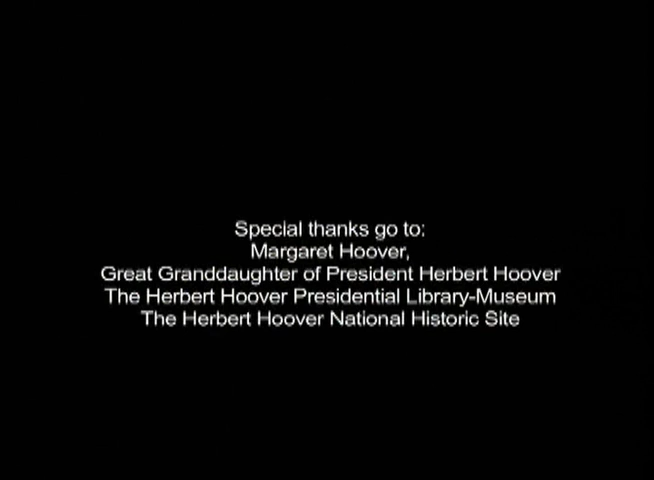 Special thanks go to:
Margaret Hoover,
Great Granddaughter of President Herbert Hoover
The Herbert Hoover Presidential Library-Museum
The Herbert Hoover National Historic Site